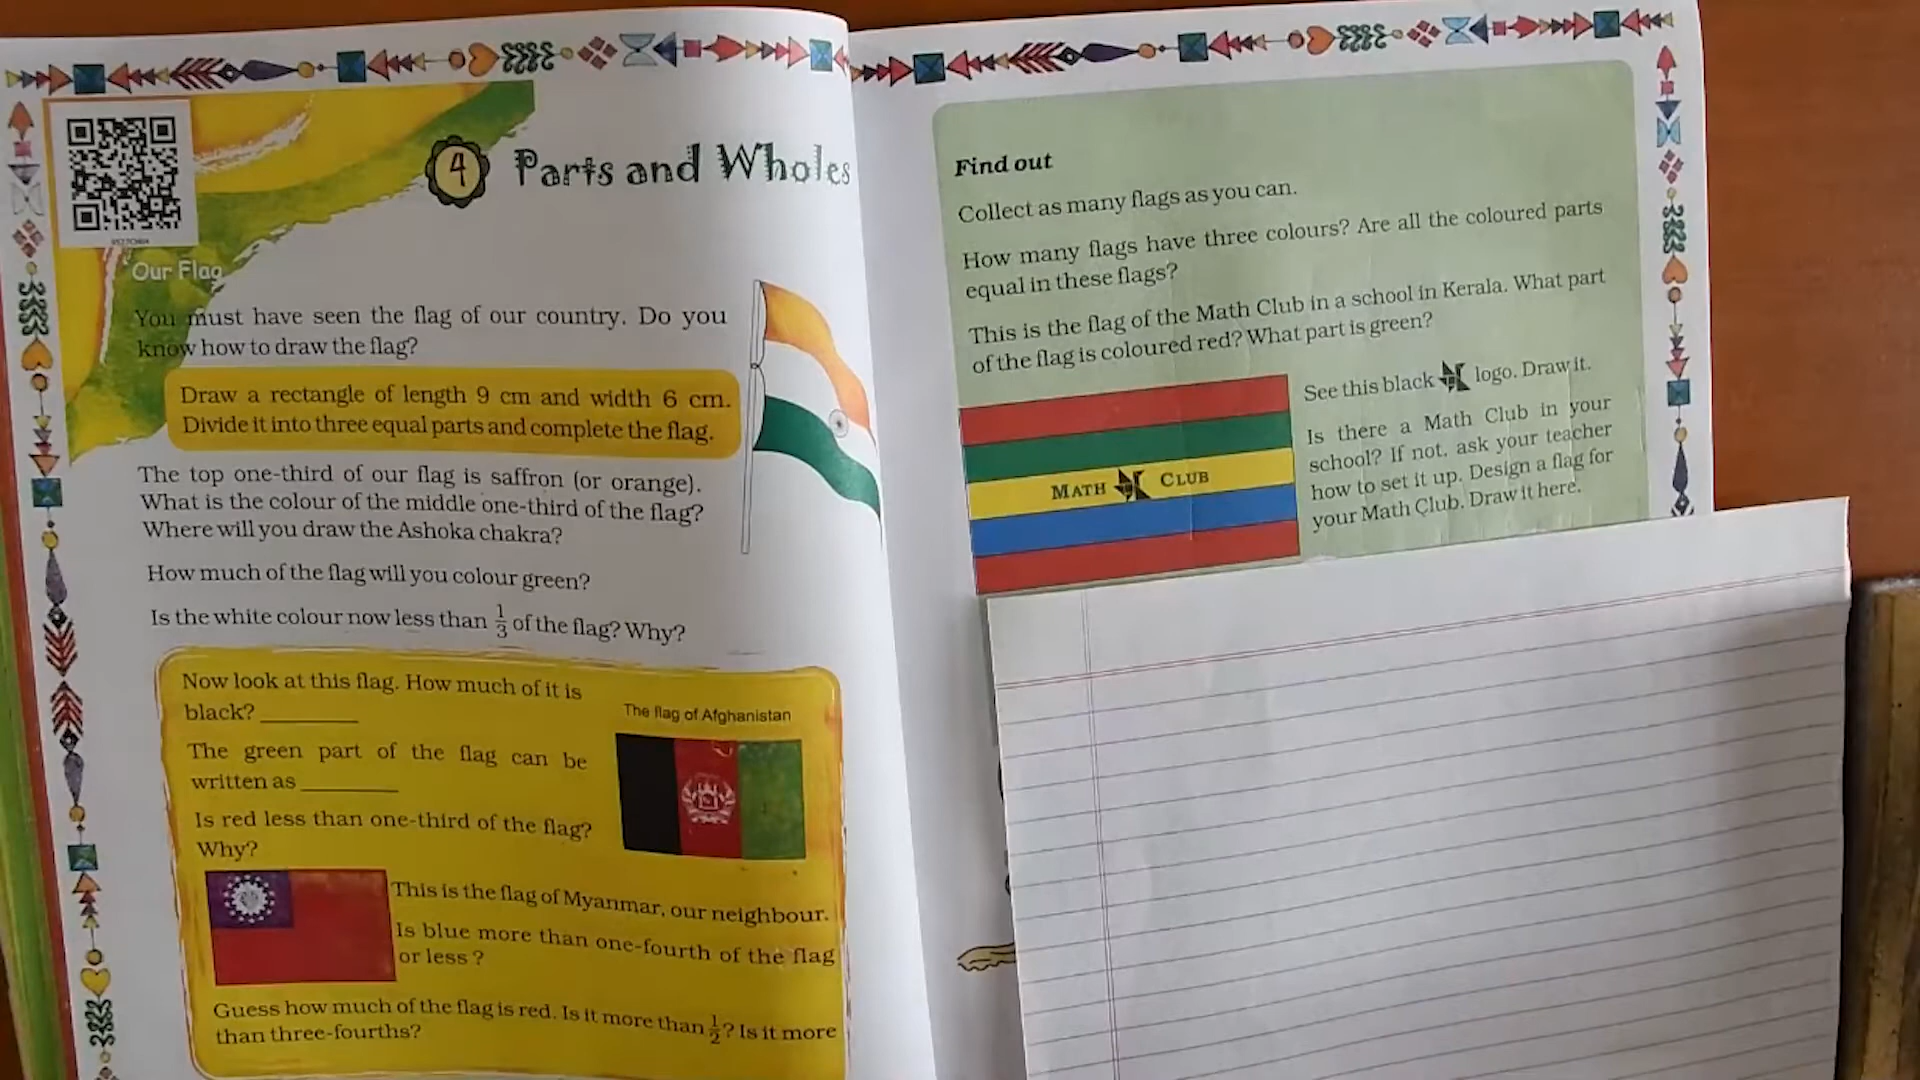 4 Parts and Wholes
Our Flag
You must have seen the flag of our country. Do you
know how to draw the flag?
Draw a rectangle of length 9 cm and width 6 cm.
Divide it into three equal parts and complete the flag.
The top one-third of our flag is saffron (or orange).
What is the colour of the middle one-third of the flag?
Where will you draw the Ashoka chakra?
How much of the flag will you colour green?
Is the white colour now less than 1/3 of the flag? Why?
Now look at this flag. How much of it is
black? ________
The flag of Afghanistan
The green part of the flag can be
written as ________
Is red less than one-third of the flag?
Why?
This is the flag of Myanmar, our neighbour.
Is blue more than one-fourth of the flag
or less ?
Guess how much of the flag is red. Is it more than 1/2? Is it more
than three-fourths?
Find out
Collect as many flags as you can.
How many flags have three colours? Are all the coloured parts
equal in these flags?
This is the flag of the Math Club in a school in Kerala. What part
of the flag is coloured red? What part is green?
MATH CLUB
See this black logo. Draw it.
Is there a Math Club in your
school? If not, ask your teacher
how to set it up. Design a flag for
your Math Club. Draw it here.